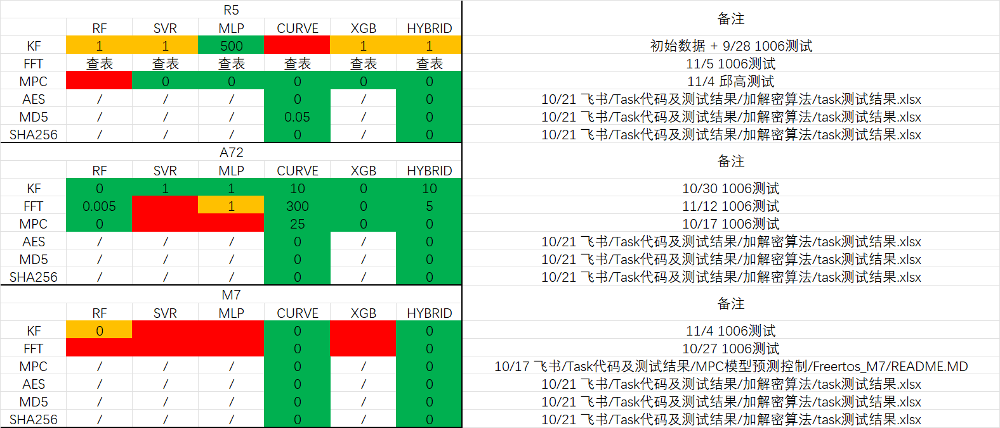 R5 备注
RF SVR MLP CURVE XGB HYBRID
KF 1 1 500 1 1 初始数据 + 9/28 1006测试
FFT 查表 查表 查表 查表 查表 查表 11/5 1006测试
MPC 0 0 0 0 0 11/4 邱高测试
AES / / / 0 / 0 10/21 飞书/Task代码及测试结果/加解密算法/task测试结果.xlsx
MD5 / / / 0.05 / 0 10/21 飞书/Task代码及测试结果/加解密算法/task测试结果.xlsx
SHA256 / / / 0 / 0 10/21 飞书/Task代码及测试结果/加解密算法/task测试结果.xlsx
A72 备注
RF SVR MLP CURVE XGB HYBRID
KF 0 1 1 10 0 10 10/30 1006测试
FFT 0.005 1 300 0 5 11/12 1006测试
MPC 0 25 0 0 10/17 1006测试
AES / / / 0 / 0 10/21 飞书/Task代码及测试结果/加解密算法/task测试结果.xlsx
MD5 / / / 0 / 0 10/21 飞书/Task代码及测试结果/加解密算法/task测试结果.xlsx
SHA256 / / / 0 / 0 10/21 飞书/Task代码及测试结果/加解密算法/task测试结果.xlsx
M7 备注
RF SVR MLP CURVE XGB HYBRID
KF 0 0 0 11/4 1006测试
FFT 0 0 10/27 1006测试
MPC / / / 0 / 0 10/17 飞书/Task代码及测试结果/MPC模型预测控制/Freertos_M7/README.MD
AES / / / 0 / 0 10/21 飞书/Task代码及测试结果/加解密算法/task测试结果.xlsx
MD5 / / / 0 / 0 10/21 飞书/Task代码及测试结果/加解密算法/task测试结果.xlsx
SHA256 / / / 0 / 0 10/21 飞书/Task代码及测试结果/加解密算法/task测试结果.xlsx